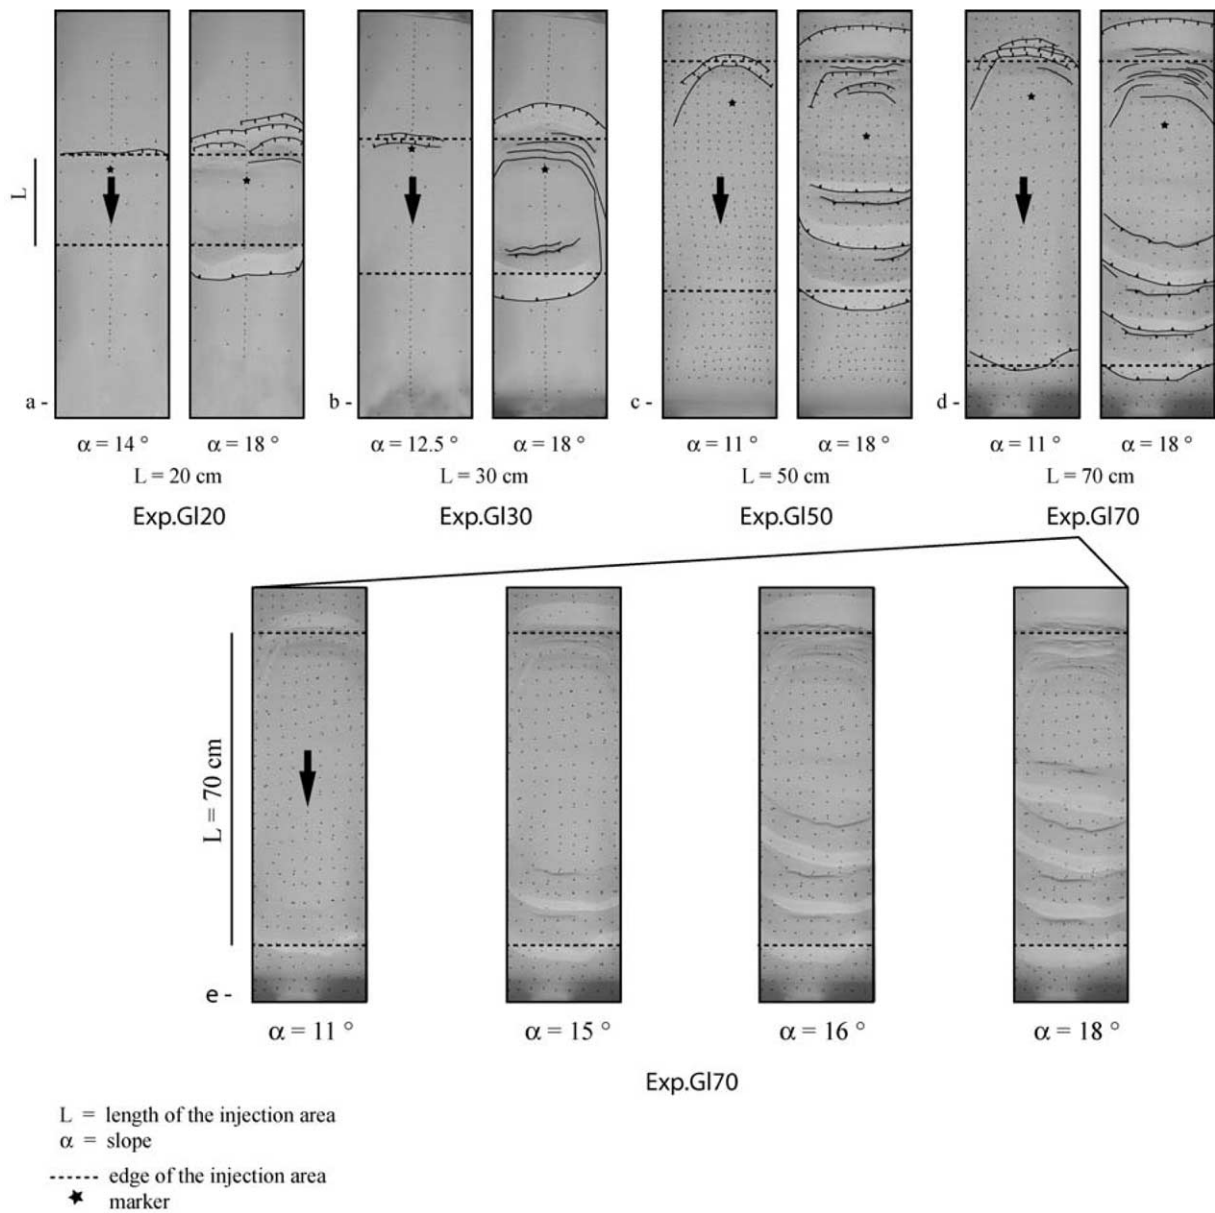 L
a -
b -
c -
d -
α = 14 °
α = 18 °
α = 12.5 °
α = 18 °
α = 11 °
α = 18 °
α = 11 °
α = 18 °
L = 20 cm
L = 30 cm
L = 50 cm
L = 70 cm
Exp.Gl20
Exp.Gl30
Exp.Gl50
Exp.Gl70
L = 70 cm
e -
α = 11 °
α = 15 °
α = 16 °
α = 18 °
Exp.Gl70
L = length of the injection area
α = slope
edge of the injection area
marker